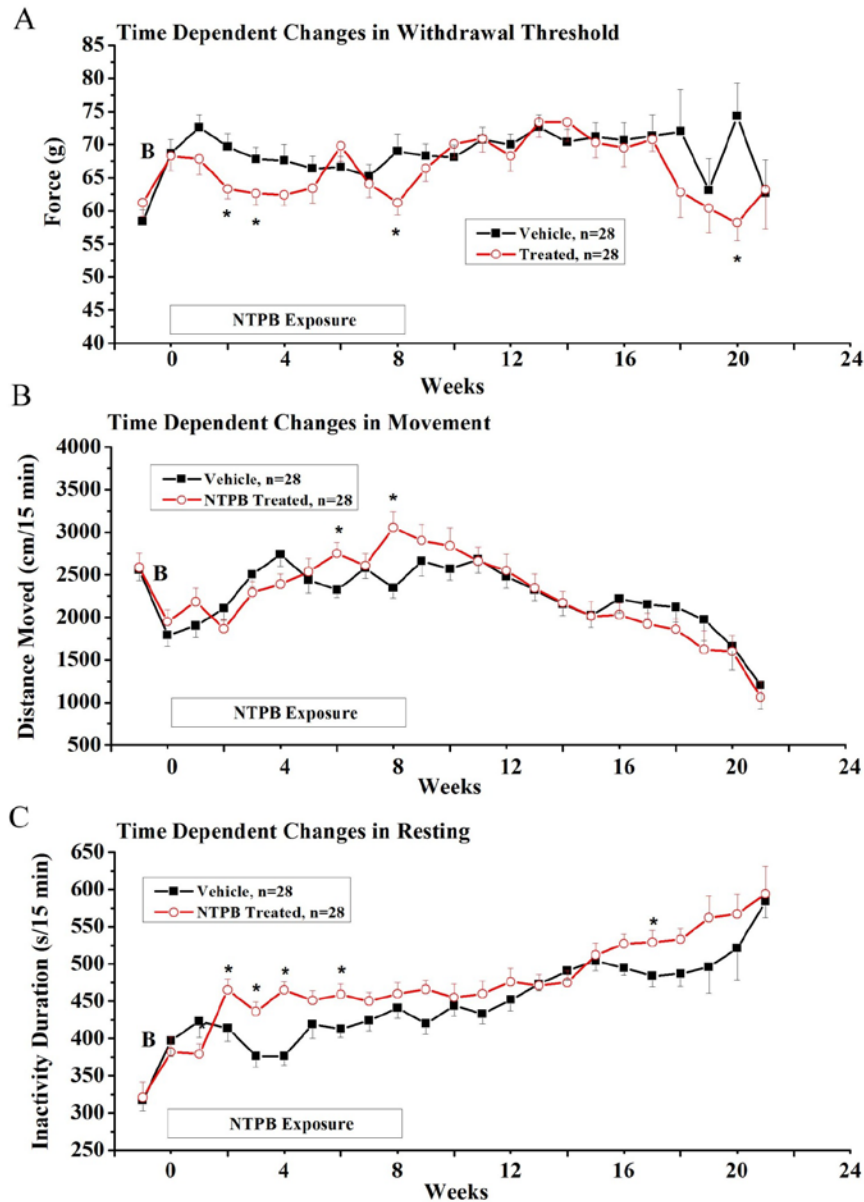 A
Time Dependent Changes in Withdrawal Threshold
85
80
75
70
65
60
55
50
45
40
Force (g)
B
* * * *
Vehicle, n=28
Treated, n=28
NTPB Exposure
0 4 8 12 16 20 24
Weeks
B
Time Dependent Changes in Movement
4000
3500
3000
2500
2000
1500
1000
500
Distance Moved (cm/15 min)
Vehicle, n=28
NTPB Treated, n=28
* *
B
NTPB Exposure
0 4 8 12 16 20 24
Weeks
C
Time Dependent Changes in Resting
650
600
550
500
450
400
350
300
250
Inactivity Duration (s/15 min)
Vehicle, n=28
NTPB Treated, n=28
* * * * *
B
NTPB Exposure
0 4 8 12 16 20 24
Weeks